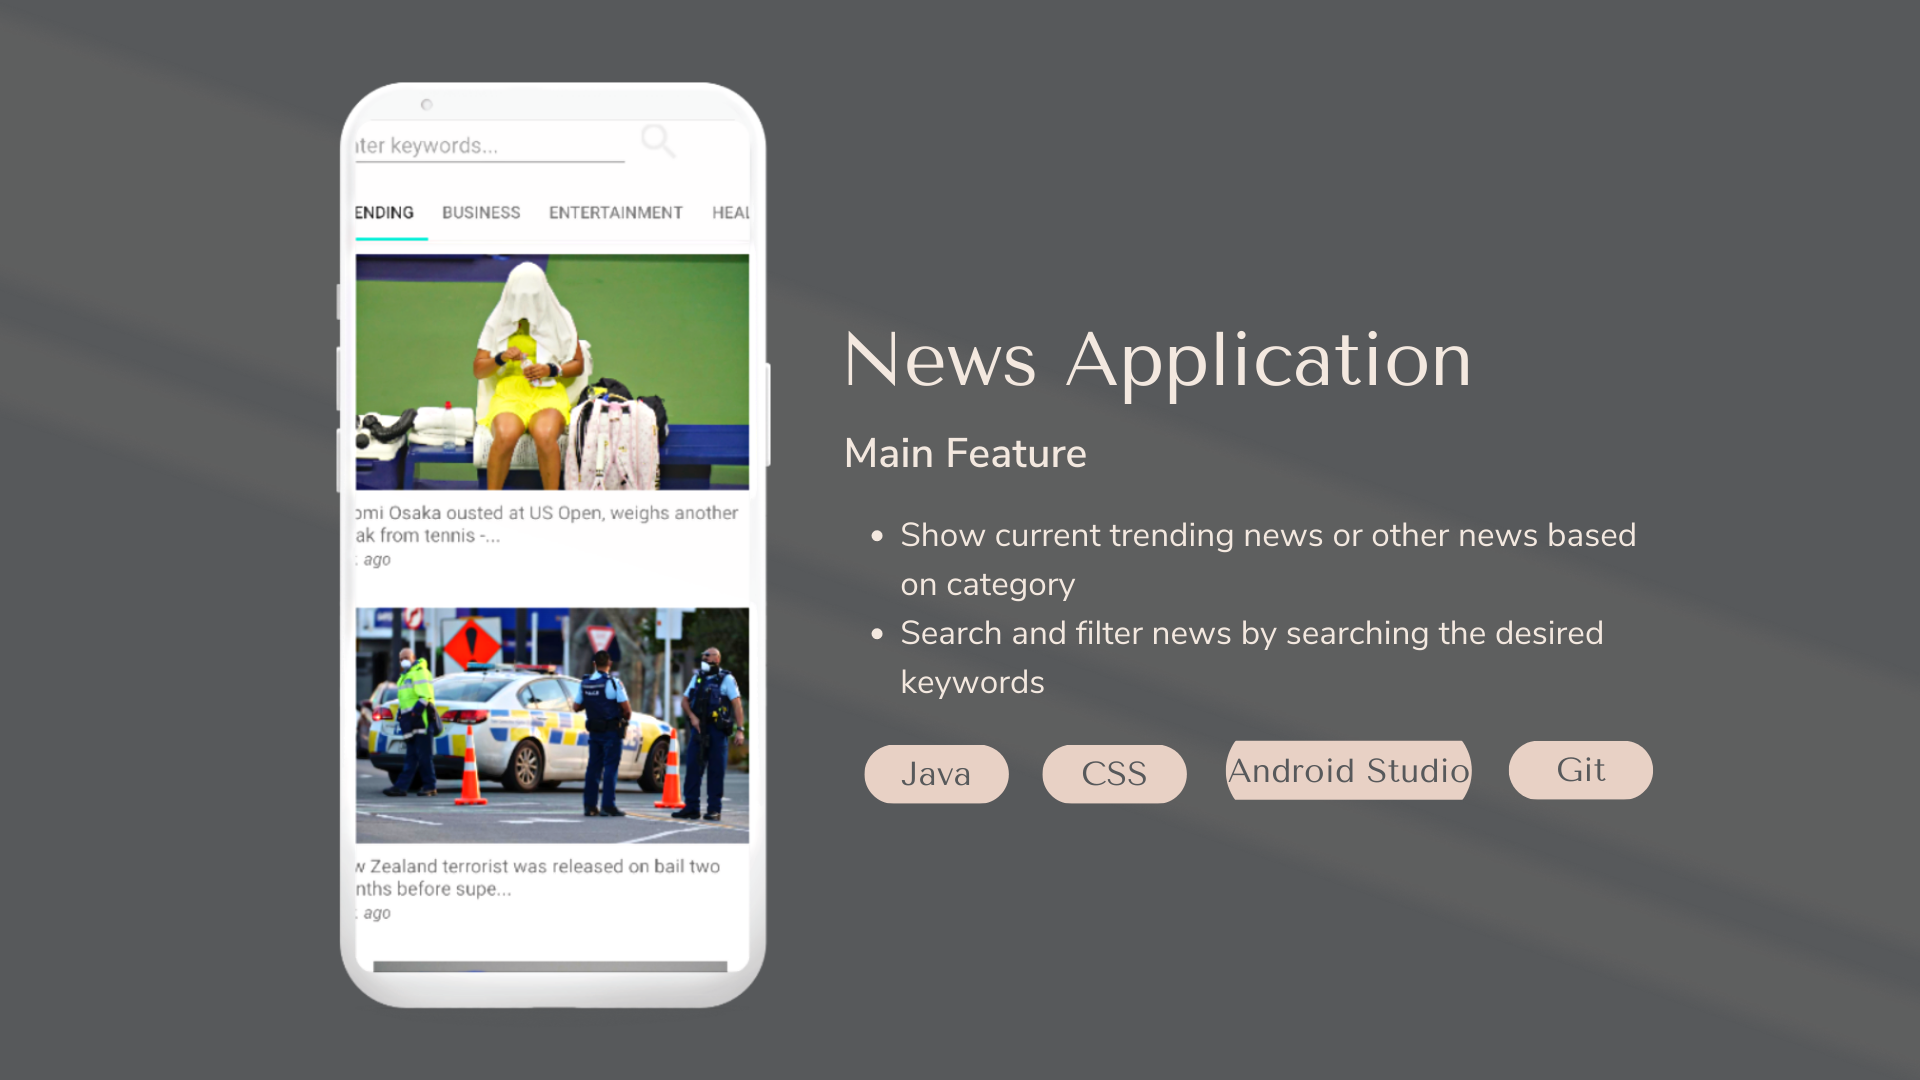 ter keywords...
ENDING BUSINESS ENTERTAINMENT HEAL
omi Osaka ousted at US Open, weighs another
ak from tennis -...
ago
w Zealand terrorist was released on bail two
nths before supe...
ago
News Application
Main Feature
• Show current trending news or other news based
on category
• Search and filter news by searching the desired
keywords
Java CSS Android Studio Git